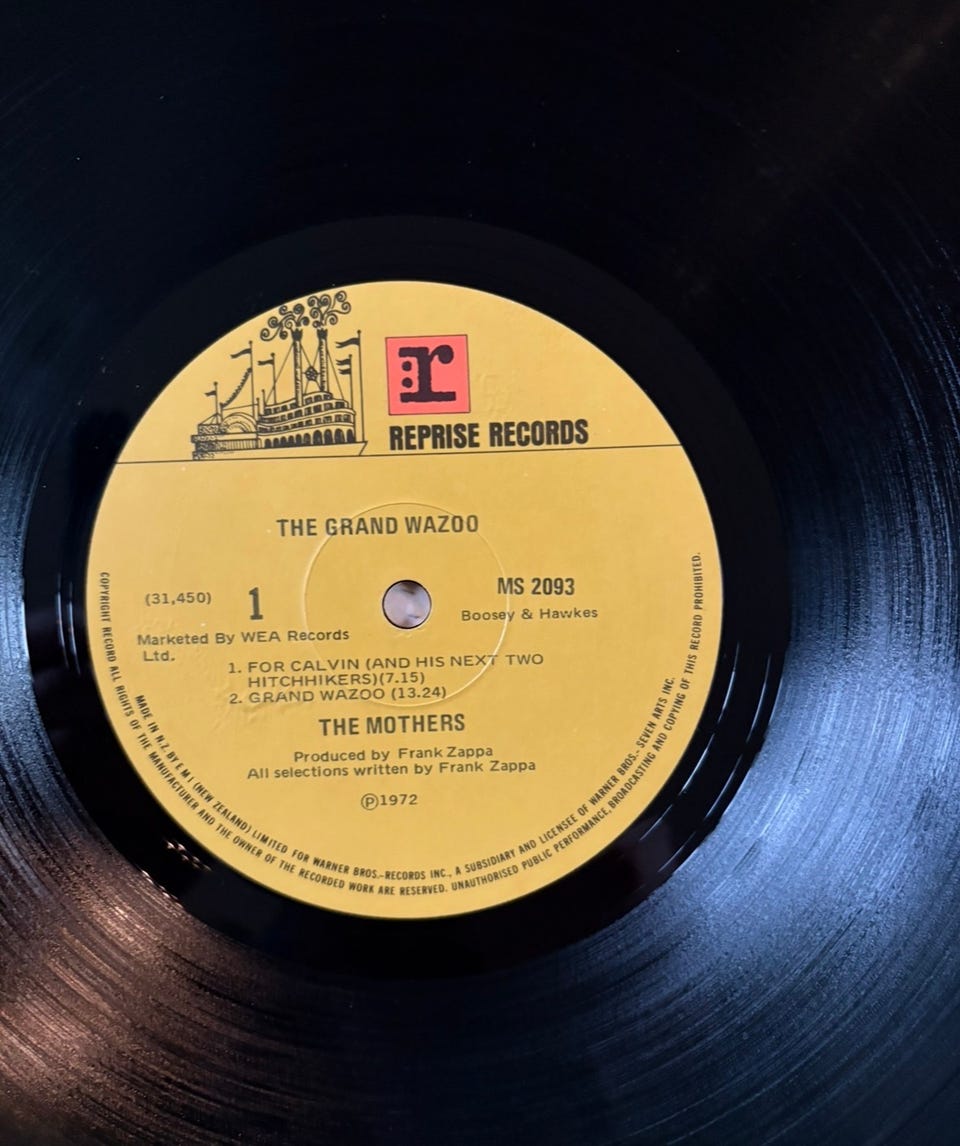 r:
REPRISE RECORDS
THE GRAND WAZOO
(31,450)
1
MS 2093
Boosey & Hawkes
Marketed By WEA Records
Ltd.
1. FOR CALVIN (AND HIS NEXT TWO
HITCHHIKERS)(7.15)
2. GRAND WAZOO (13.24)
THE MOTHERS
Produced by Frank Zappa
All selections written by Frank Zappa
℗1972
MADE IN N.Z. BY E.M.I. (NEW ZEALAND) LIMITED FOR WARNER BROS.-RECORDS INC., A SUBSIDIARY AND LICENSEE OF WARNER BROS.- SEVEN ARTS INC.
COPYRIGHT RECORD ALL RIGHTS OF THE MANUFACTURER AND THE OWNER OF THE RECORDED WORK ARE RESERVED. UNAUTHORISED PUBLIC PERFORMANCE, BROADCASTING AND COPYING OF THIS RECORD PROHIBITED.